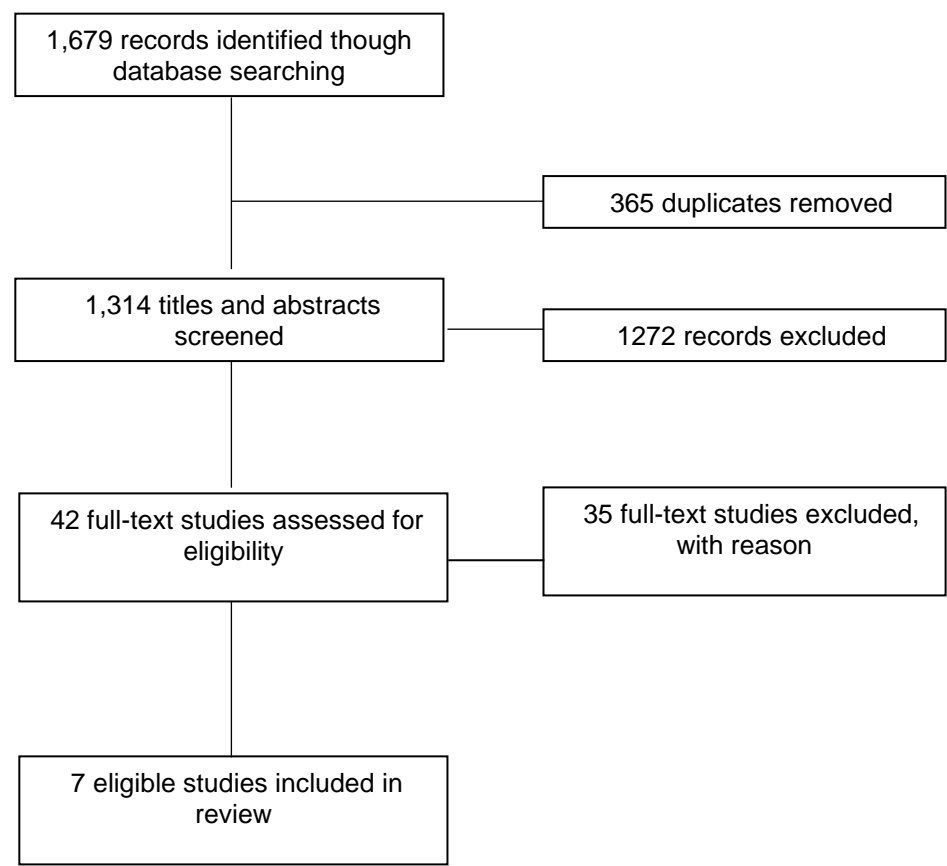 1,679 records identified though
database searching
365 duplicates removed
1,314 titles and abstracts
screened
1272 records excluded
42 full-text studies assessed for
eligibility
35 full-text studies excluded,
with reason
7 eligible studies included in
review